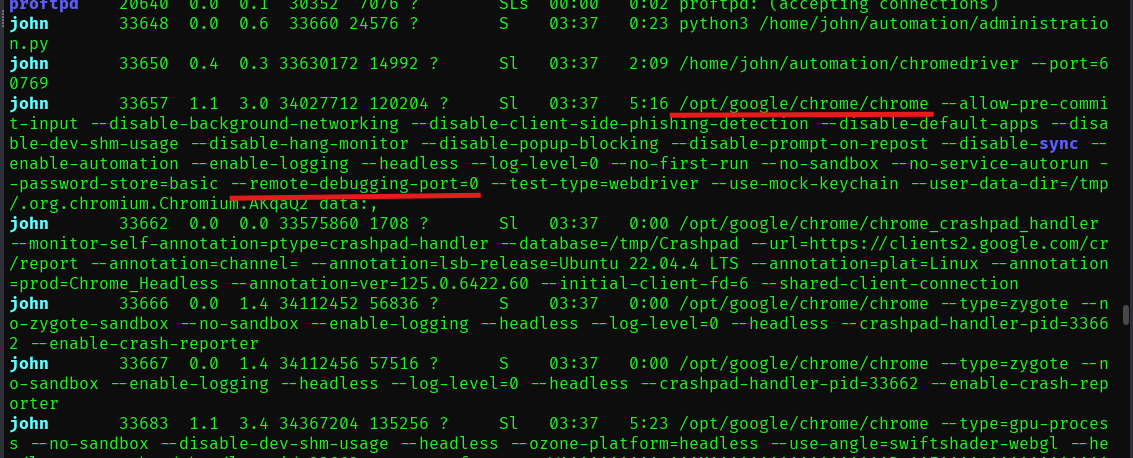 proftpd    20640  0.0  0.1  30352  7076 ?        SLs  00:00   0:02 proftpd: (accepting connections)
john       33648  0.0  0.6  33660 24576 ?        S    03:37   0:23 python3 /home/john/automation/administratio
n.py
john       33650  0.4  0.3 33630172 14992 ?      Sl   03:37   2:09 /home/john/automation/chromedriver --port=6
0769
john       33657  1.1  3.0 34027712 120204 ?     Sl   03:37   5:16 /opt/google/chrome/chrome --allow-pre-commi
t-input --disable-background-networking --disable-client-side-phishing-detection --disable-default-apps --disa
ble-dev-shm-usage --disable-hang-monitor --disable-popup-blocking --disable-prompt-on-repost --disable-sync --
enable-automation --enable-logging --headless --log-level=0 --no-first-run --no-sandbox --no-service-autorun -
-password-store=basic --remote-debugging-port=0 --test-type=webdriver --use-mock-keychain --user-data-dir=/tmp
/.org.chromium.Chromium.AKqaQ2 data:,
john       33662  0.0  0.0 33575860 1708 ?       Sl   03:37   0:00 /opt/google/chrome/chrome_crashpad_handler
--monitor-self-annotation=ptype=crashpad-handler --database=/tmp/Crashpad --url=https://clients2.google.com/cr
/report --annotation=channel= --annotation=lsb-release=Ubuntu 22.04.4 LTS --annotation=plat=Linux --annotation
=prod=Chrome_Headless --annotation=ver=125.0.6422.60 --initial-client-fd=6 --shared-client-connection
john       33666  0.0  1.4 34112452 56836 ?      S    03:37   0:00 /opt/google/chrome/chrome --type=zygote --n
o-zygote-sandbox --no-sandbox --enable-logging --headless --log-level=0 --headless --crashpad-handler-pid=3366
2 --enable-crash-reporter
john       33667  0.0  1.4 34112456 57516 ?      S    03:37   0:00 /opt/google/chrome/chrome --type=zygote --n
o-sandbox --enable-logging --headless --log-level=0 --headless --crashpad-handler-pid=33662 --enable-crash-rep
orter
john       33683  1.1  3.4 34367204 135256 ?     Sl   03:37   5:23 /opt/google/chrome/chrome --type=gpu-proces
s --no-sandbox --disable-dev-shm-usage --headless --ozone-platform=headless --use-angle=swiftshader-webgl --he